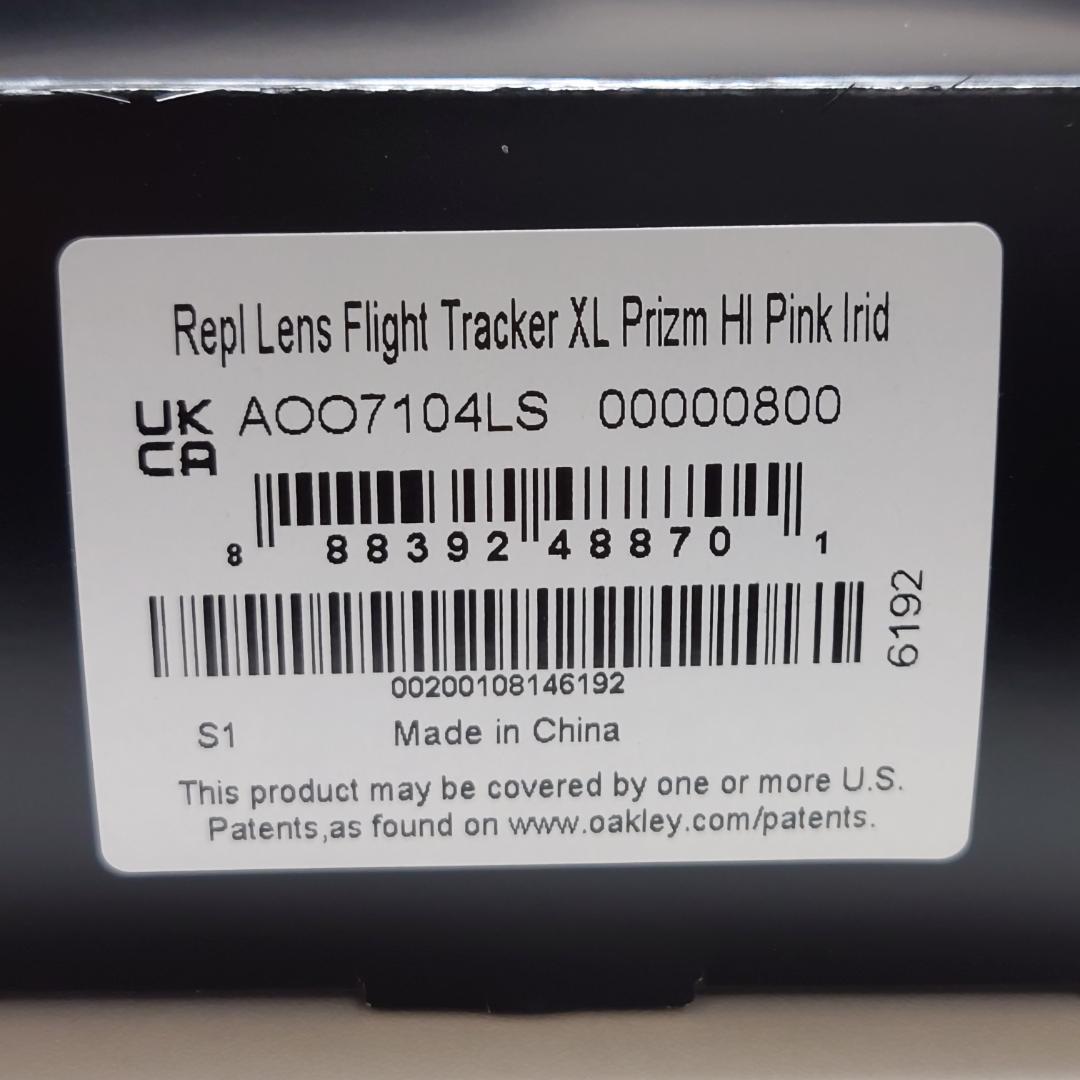 Repl Lens Flight Tracker XL Prizm HI Pink Irid
UK
CA
AOO7104LS 00000800
8 88392 48870 1
6192
00200108146192
S1 Made in China
This product may be covered by one or more U.S.
Patents,as found on www.oakley.com/patents.